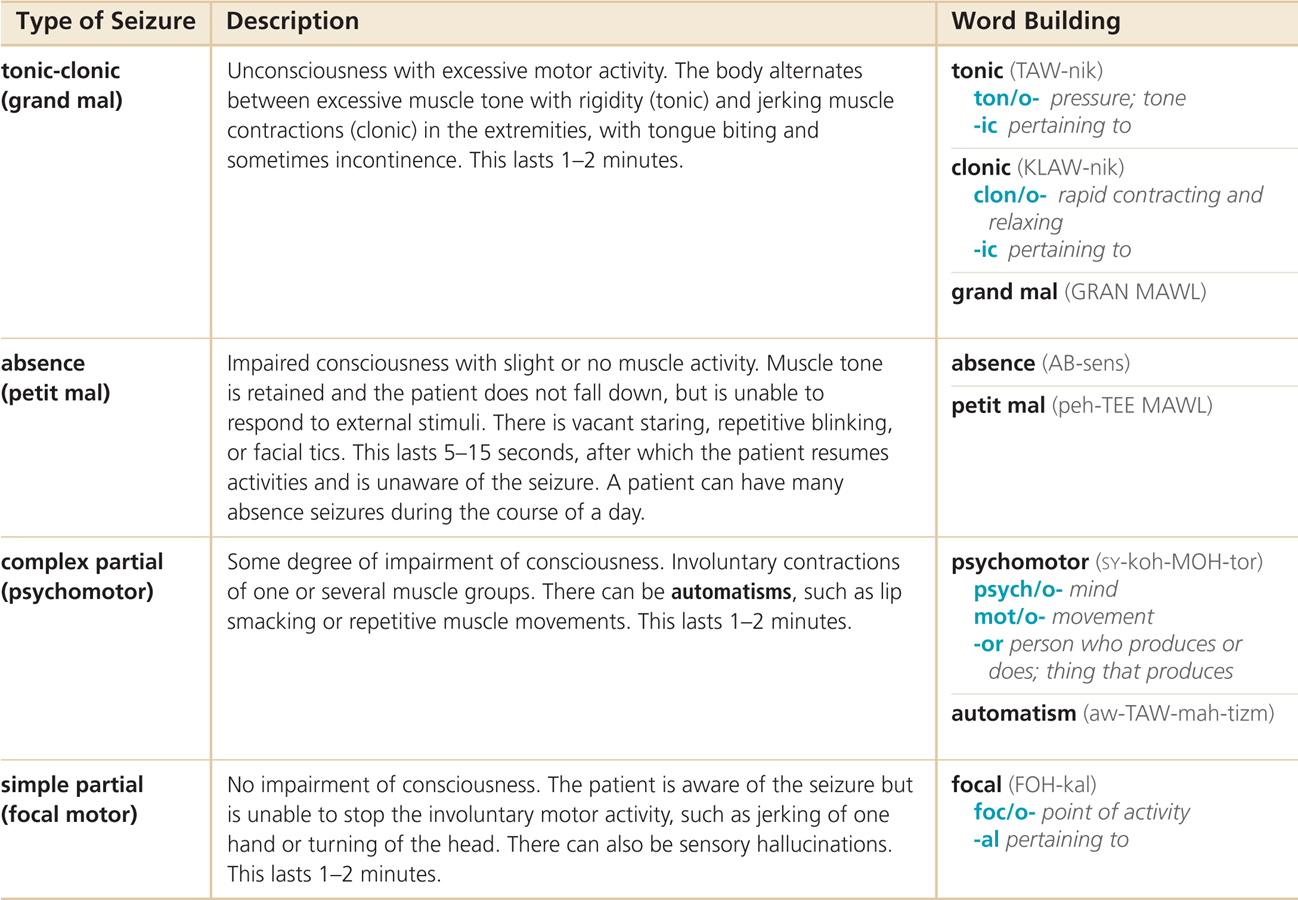 Type of Seizure
Description
Word Building
tonic-clonic
(grand mal)
Unconsciousness with excessive motor activity. The body alternates
between excessive muscle tone with rigidity (tonic) and jerking muscle
contractions (clonic) in the extremities, with tongue biting and
sometimes incontinence. This lasts 1–2 minutes.
tonic (TAW-nik)
ton/o- pressure; tone
-ic pertaining to
clonic (KLAW-nik)
clon/o- rapid contracting and
relaxing
-ic pertaining to
grand mal (GRAN MAWL)
absence
(petit mal)
Impaired consciousness with slight or no muscle activity. Muscle tone
is retained and the patient does not fall down, but is unable to
respond to external stimuli. There is vacant staring, repetitive blinking,
or facial tics. This lasts 5–15 seconds, after which the patient resumes
activities and is unaware of the seizure. A patient can have many
absence seizures during the course of a day.
absence (AB-sens)
petit mal (peh-TEE MAWL)
complex partial
(psychomotor)
Some degree of impairment of consciousness. Involuntary contractions
of one or several muscle groups. There can be automatisms, such as lip
smacking or repetitive muscle movements. This lasts 1–2 minutes.
psychomotor (SY-koh-MOH-tor)
psych/o- mind
mot/o- movement
-or person who produces or
does; thing that produces
automatism (aw-TAW-mah-tizm)
simple partial
(focal motor)
No impairment of consciousness. The patient is aware of the seizure but
is unable to stop the involuntary motor activity, such as jerking of one
hand or turning of the head. There can also be sensory hallucinations.
This lasts 1–2 minutes.
focal (FOH-kal)
foc/o- point of activity
-al pertaining to